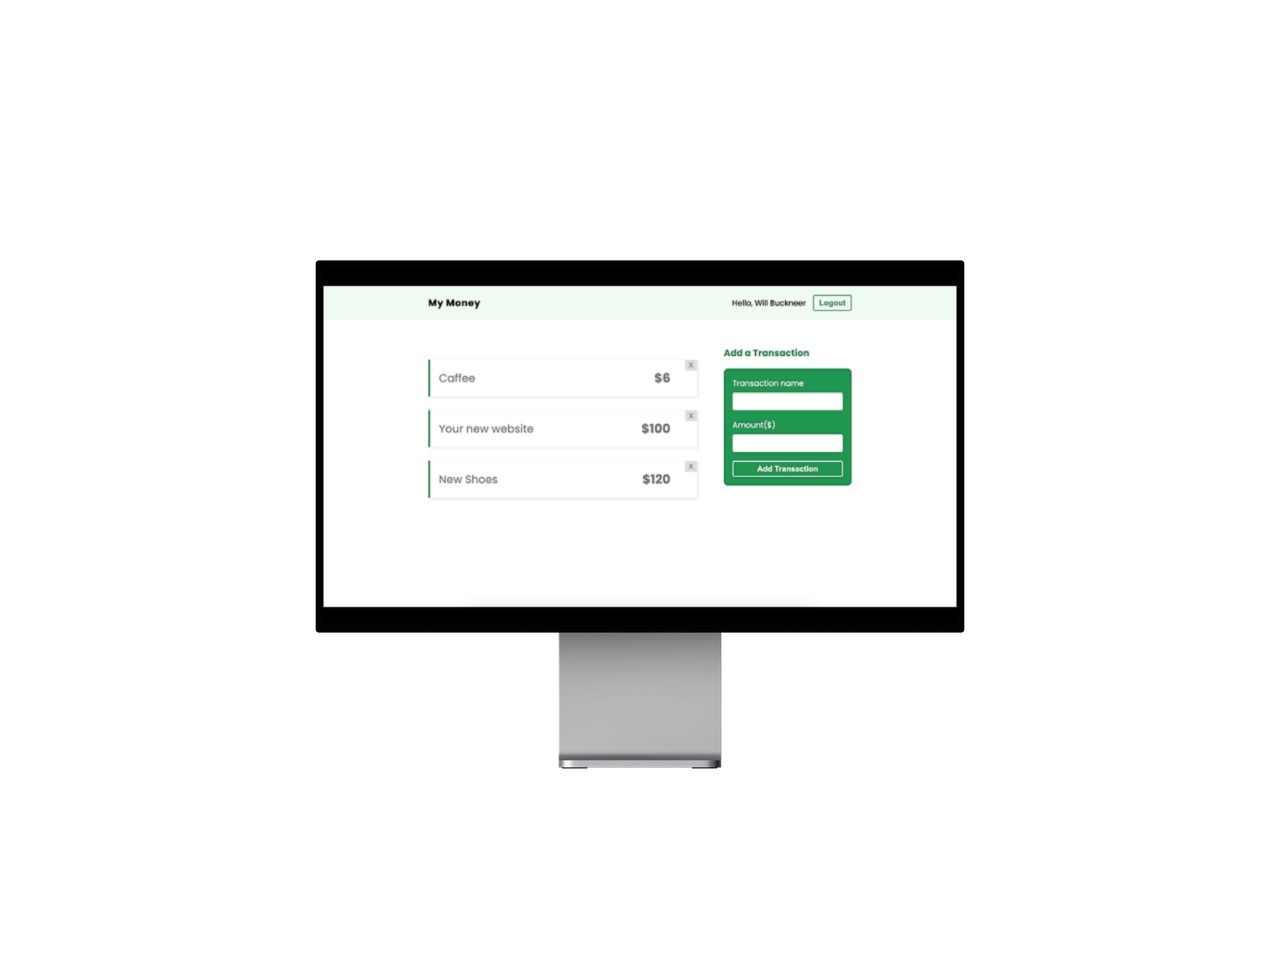 My Money
Hello, Will Buckneer
Logout
Caffee
$6
X
Your new website
$100
X
New Shoes
$120
X
Add a Transaction
Transaction name
Amount($)
Add Transaction